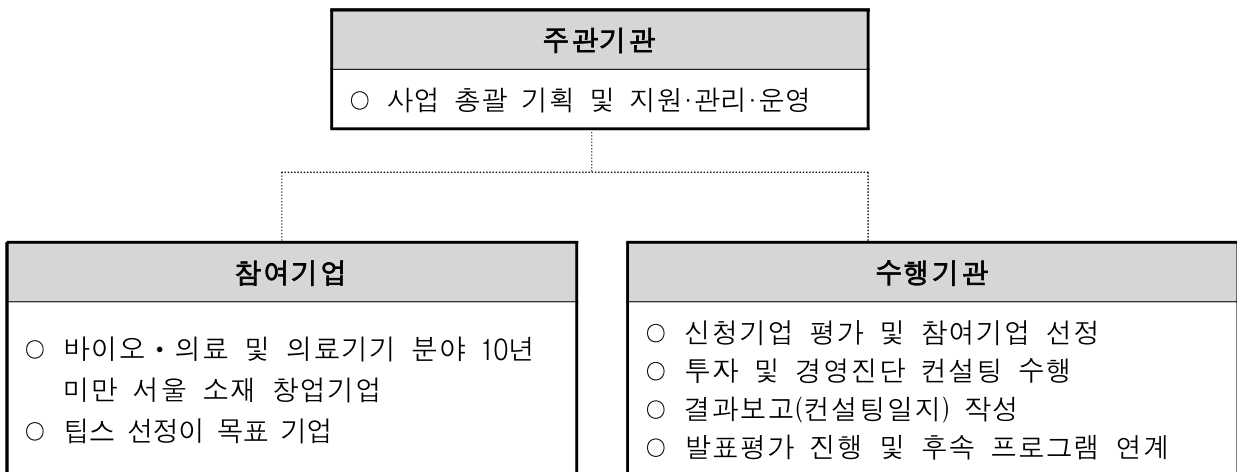 주관기관
○ 사업 총괄 기획 및 지원·관리·운영
참여기업
○ 바이오・의료 및 의료기기 분야 10년
미만 서울 소재 창업기업
○ 팁스 선정이 목표 기업
수행기관
○ 신청기업 평가 및 참여기업 선정
○ 투자 및 경영진단 컨설팅 수행
○ 결과보고(컨설팅일지) 작성
○ 발표평가 진행 및 후속 프로그램 연계